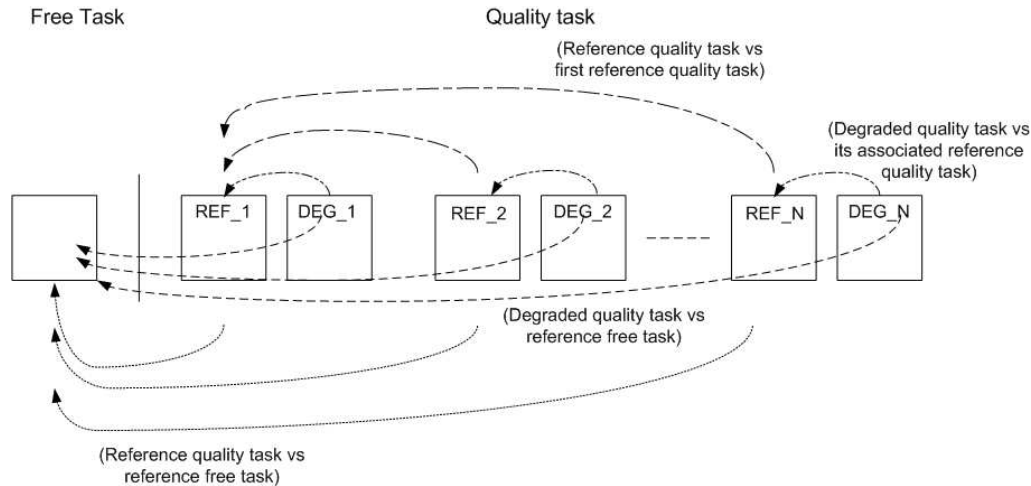 Free Task
Quality task
(Reference quality task vs
first reference quality task)
(Degraded quality task vs
its associated reference
quality task)
REF_1
DEG_1
REF_2
DEG_2
REF_N
DEG_N
(Degraded quality task vs
reference free task)
(Reference quality task vs
reference free task)